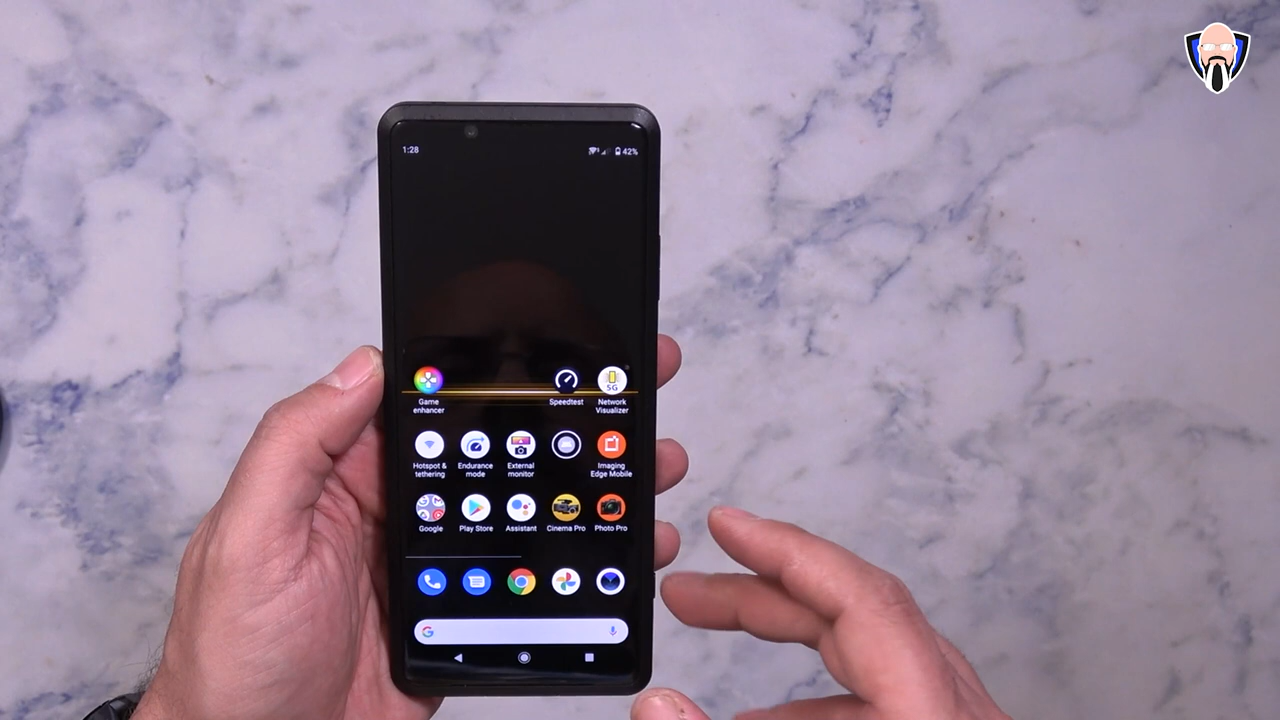 1:28
42%
5G
Game
enhancer
Speedtest
Network
Visualizer
Hotspot &
tethering
Endurance
mode
External
monitor
Imaging
Edge Mobile
Google
Play Store
Assistant
Cinema Pro
Photo Pro